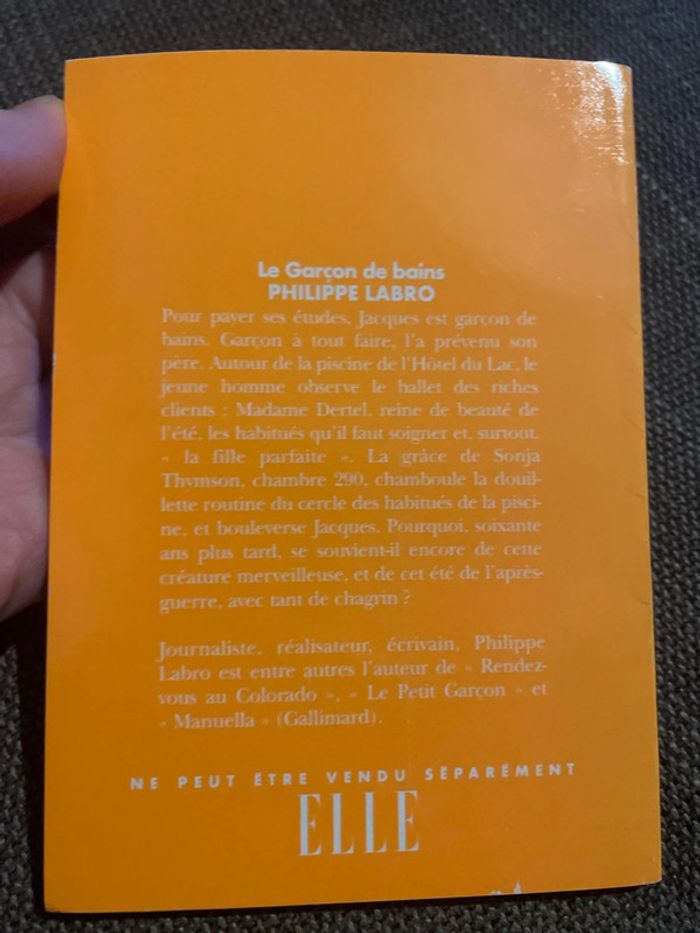 Le Garçon de bains
PHILIPPE LABRO
Pour payer ses études, Jacques est garçon de
bains. Garçon à tout faire, l'a prévenu son
père. Autour de la piscine de l'Hôtel du Lac, le
jeune homme observe le ballet des riches
clients : Madame Dertel, reine de beauté de
l'été, les habitués qu'il faut soigner et, surtout,
« la fille parfaite ». La grâce de Sonja
Thymson, chambre 290, chamboule la douil-
lette routine du cercle des habitués de la pisci-
ne, et bouleverse Jacques. Pourquoi, soixante
ans plus tard, se souvient-il encore de cette
créature merveilleuse, et de cet été de l'après-
guerre, avec tant de chagrin ?
Journaliste, réalisateur, écrivain, Philippe
Labro est entre autres l'auteur de « Rendez-
vous au Colorado », « Le Petit Garçon » et
« Manuella » (Gallimard).
NE PEUT ÊTRE VENDU SÉPARÉMENT
ELLE